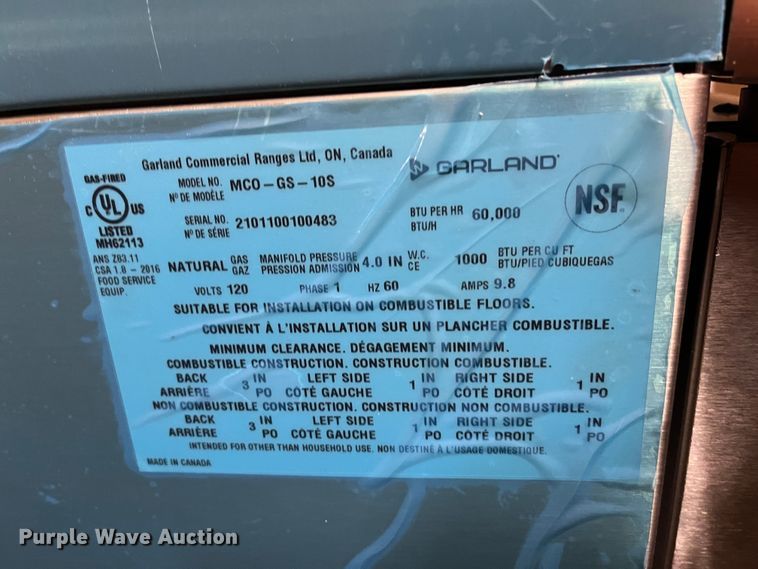 Garland Commercial Ranges Ltd, ON, Canada
GARLAND
GAS-FIRED
C UL US
LISTED
MH62113
MODEL NO. MCO-GS-10S
Nº DE MODÈLE
NSF
SERIAL NO. 2101100100483
Nº DE SÉRIE
BTU PER HR 60,000
BTU/H
ANS Z83.11
CSA 1.8 - 2016
FOOD SERVICE
EQUIP.
NATURAL GAS MANIFOLD PRESSURE 4.0 IN W.C. 1000 BTU PER CU FT
GAZ PRESSION ADMISSION CE BTU/PIED CUBIQUEGAS
VOLTS 120 PHASE 1 HZ 60 AMPS 9.8
SUITABLE FOR INSTALLATION ON COMBUSTIBLE FLOORS.
CONVIENT À L'INSTALLATION SUR UN PLANCHER COMBUSTIBLE.
MINIMUM CLEARANCE. DÉGAGEMENT MINIMUM.
COMBUSTIBLE CONSTRUCTION. CONSTRUCTION COMBUSTIBLE.
BACK 3 IN LEFT SIDE 1 IN RIGHT SIDE 1 IN
ARRIÈRE PO CÔTÉ GAUCHE PO CÔTÉ DROIT PO
NON COMBUSTIBLE CONSTRUCTION. CONSTRUCTION NON COMBUSTIBLE.
BACK 3 IN LEFT SIDE 1 IN RIGHT SIDE 1 IN
ARRIÈRE PO CÔTÉ GAUCHE PO CÔTÉ DROIT PO
INTENDED FOR OTHER THAN HOUSEHOLD USE. NON DESTINÉ À L'USAGE DOMESTIQUE.
MADE IN CANADA
Purple Wave Auction